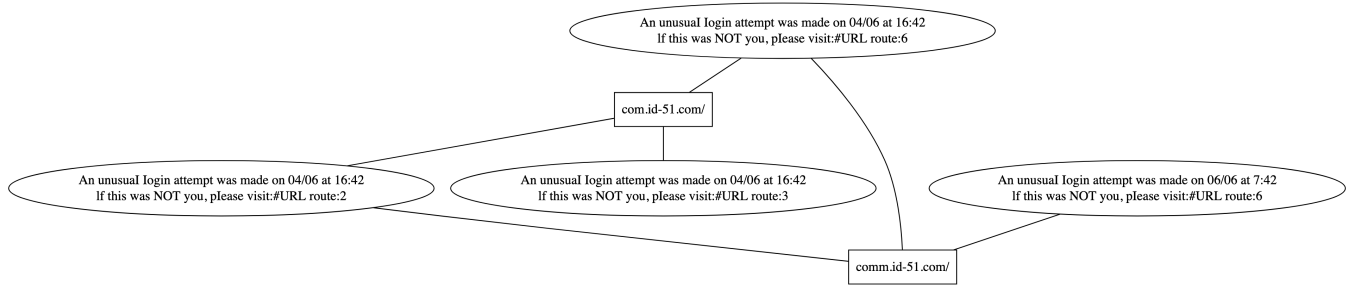 An unusuaI Iogin attempt was made on 04/06 at 16:42
lf this was NOT you, pIease visit:#URL route:6
com.id-51.com/
An unusuaI Iogin attempt was made on 04/06 at 16:42
lf this was NOT you, pIease visit:#URL route:2
An unusuaI Iogin attempt was made on 04/06 at 16:42
lf this was NOT you, pIease visit:#URL route:3
An unusuaI Iogin attempt was made on 06/06 at 7:42
lf this was NOT you, pIease visit:#URL route:6
comm.id-51.com/